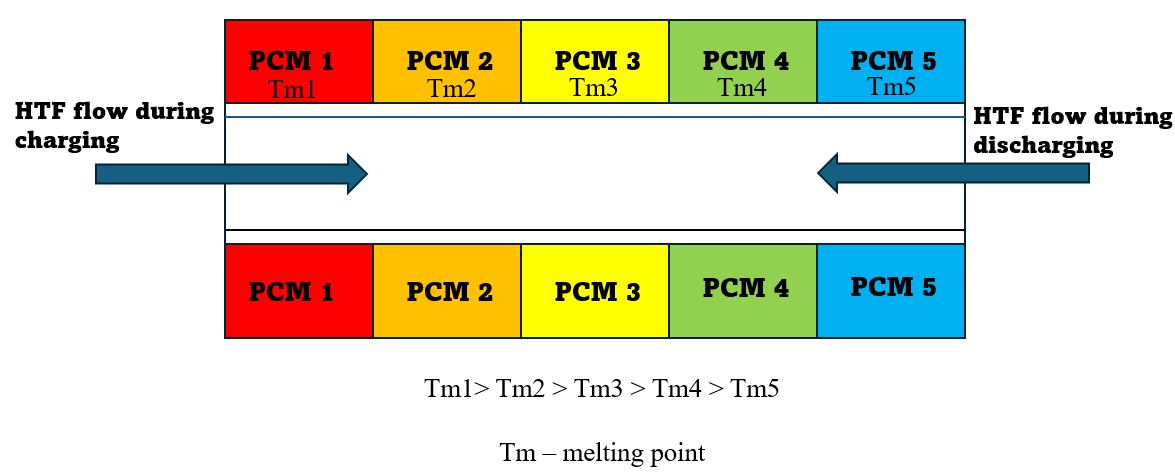 PCM 1
PCM 2
PCM 3
PCM 4
PCM 5
Tm1
Tm2
Tm3
Tm4
Tm5
HTF flow during
charging
HTF flow during
discharging
PCM 1
PCM 2
PCM 3
PCM 4
PCM 5
Tm1> Tm2 > Tm3 > Tm4 > Tm5
Tm – melting point